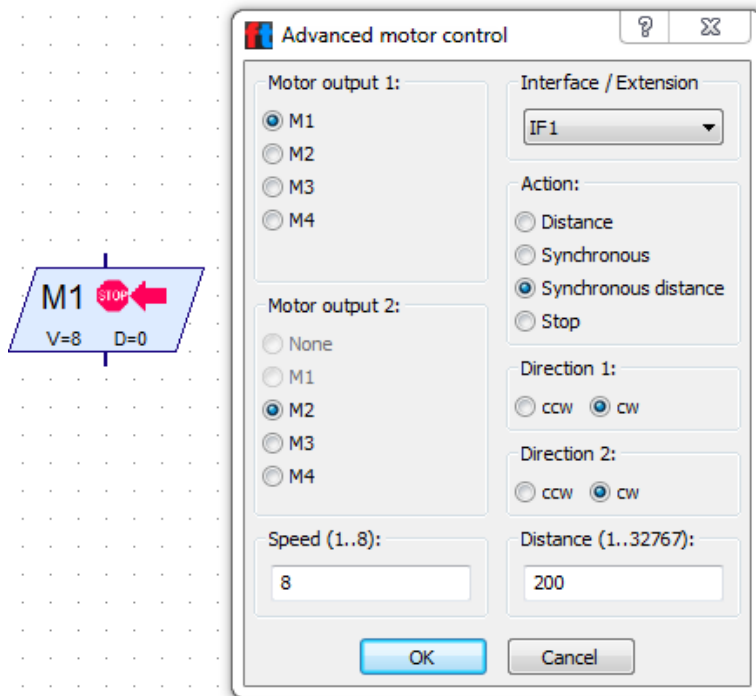 Advanced motor control
Motor output 1:
M1
M2
M3
M4
Interface / Extension
IF1
Action:
Distance
Synchronous
Synchronous distance
Stop
M1 STOP
V=8 D=0
Motor output 2:
None
M1
M2
M3
M4
Direction 1:
ccw cw
Direction 2:
ccw cw
Speed (1..8):
8
Distance (1..32767):
200
OK
Cancel